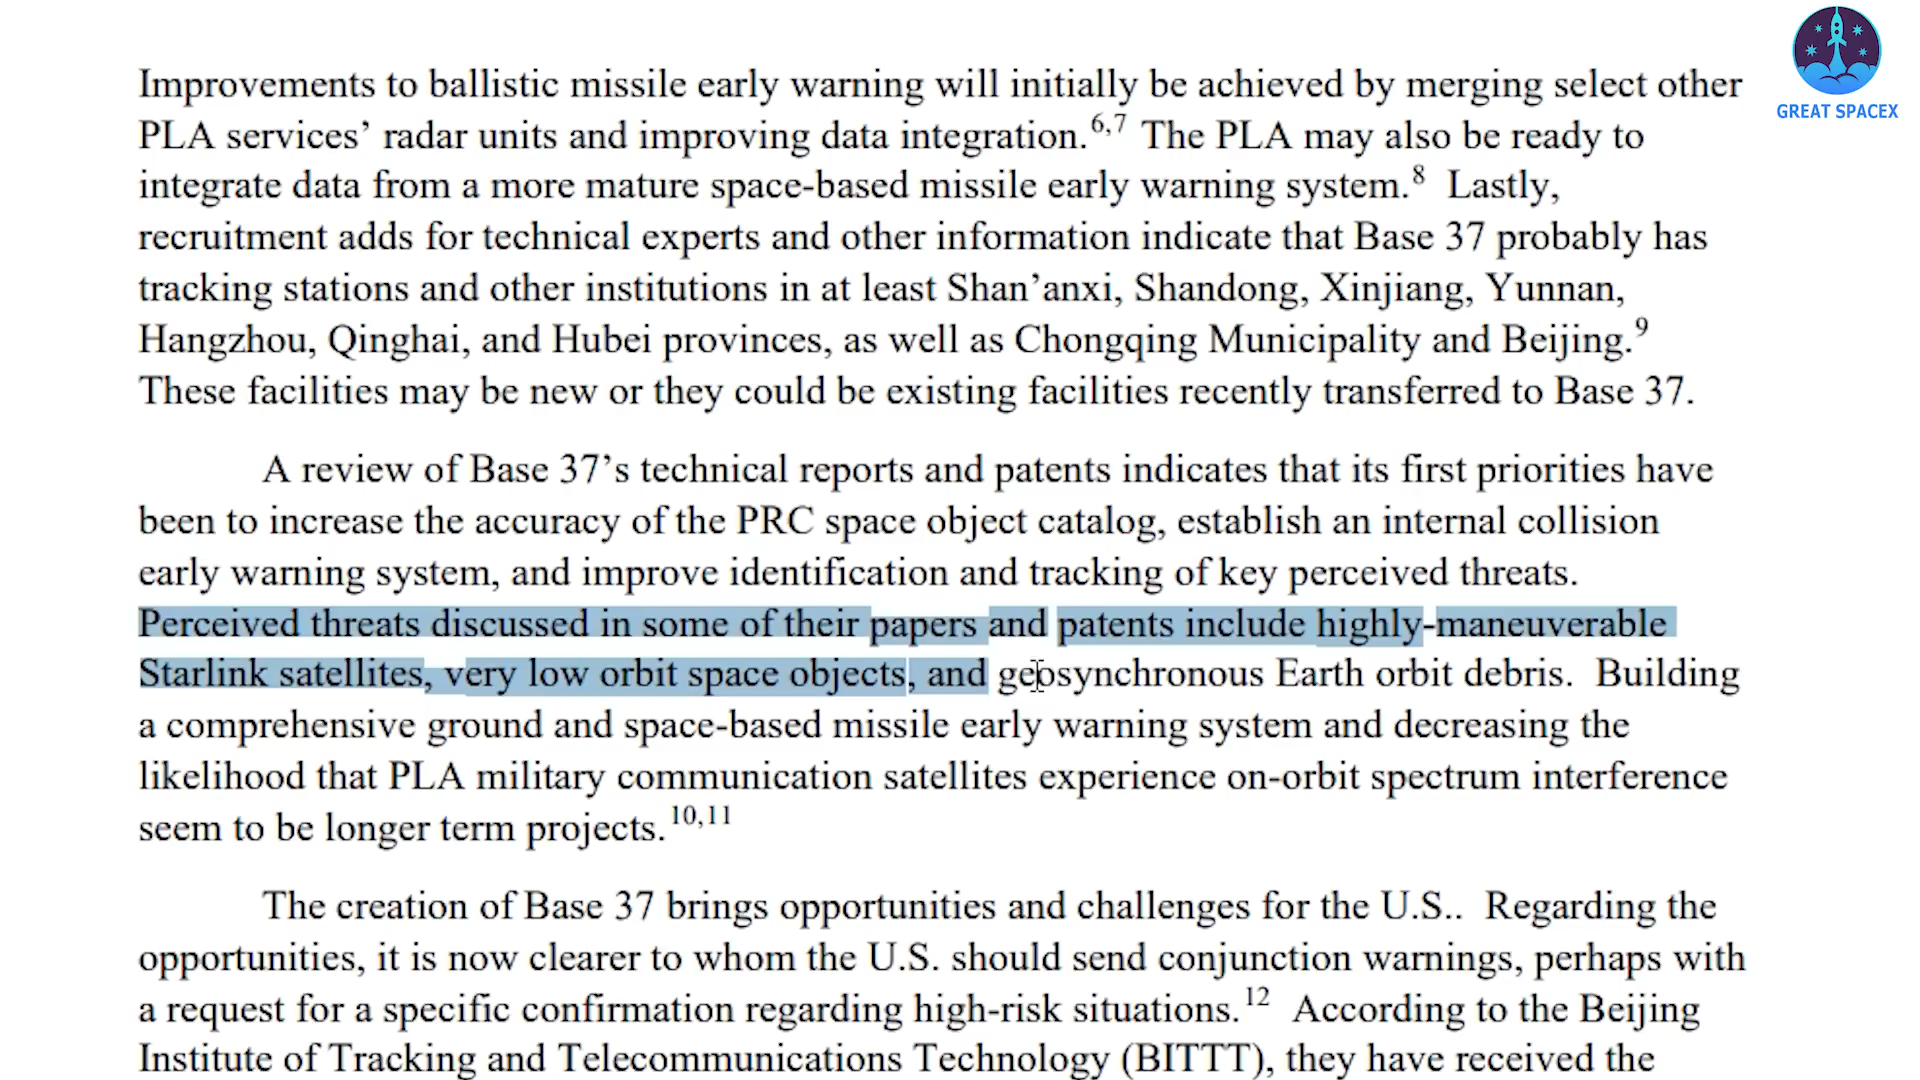 GREAT SPACEX
Improvements to ballistic missile early warning will initially be achieved by merging select other
PLA services’ radar units and improving data integration.6,7 The PLA may also be ready to
integrate data from a more mature space-based missile early warning system.8 Lastly,
recruitment adds for technical experts and other information indicate that Base 37 probably has
tracking stations and other institutions in at least Shan’anxi, Shandong, Xinjiang, Yunnan,
Hangzhou, Qinghai, and Hubei provinces, as well as Chongqing Municipality and Beijing.9
These facilities may be new or they could be existing facilities recently transferred to Base 37.
A review of Base 37’s technical reports and patents indicates that its first priorities have
been to increase the accuracy of the PRC space object catalog, establish an internal collision
early warning system, and improve identification and tracking of key perceived threats.
Perceived threats discussed in some of their papers and patents include highly-maneuverable
Starlink satellites, very low orbit space objects, and geosynchronous Earth orbit debris. Building
a comprehensive ground and space-based missile early warning system and decreasing the
likelihood that PLA military communication satellites experience on-orbit spectrum interference
seem to be longer term projects.10,11
The creation of Base 37 brings opportunities and challenges for the U.S.. Regarding the
opportunities, it is now clearer to whom the U.S. should send conjunction warnings, perhaps with
a request for a specific confirmation regarding high-risk situations.12 According to the Beijing
Institute of Tracking and Telecommunications Technology (BITTT), they have received the